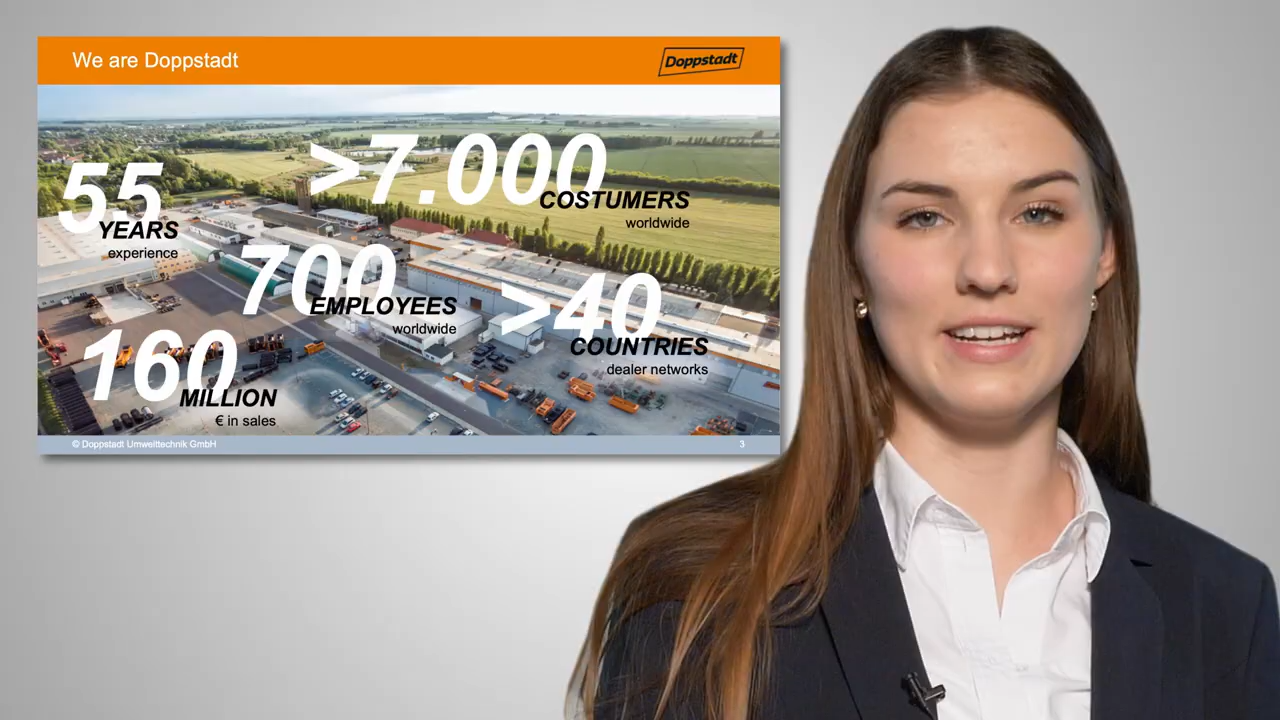 We are Doppstadt
Doppstadt
55
YEARS
experience
>7.000
COSTUMERS
worldwide
700
EMPLOYEES
worldwide
>40
COUNTRIES
dealer networks
160
MILLION
€ in sales
© Doppstadt Umwelttechnik GmbH
3